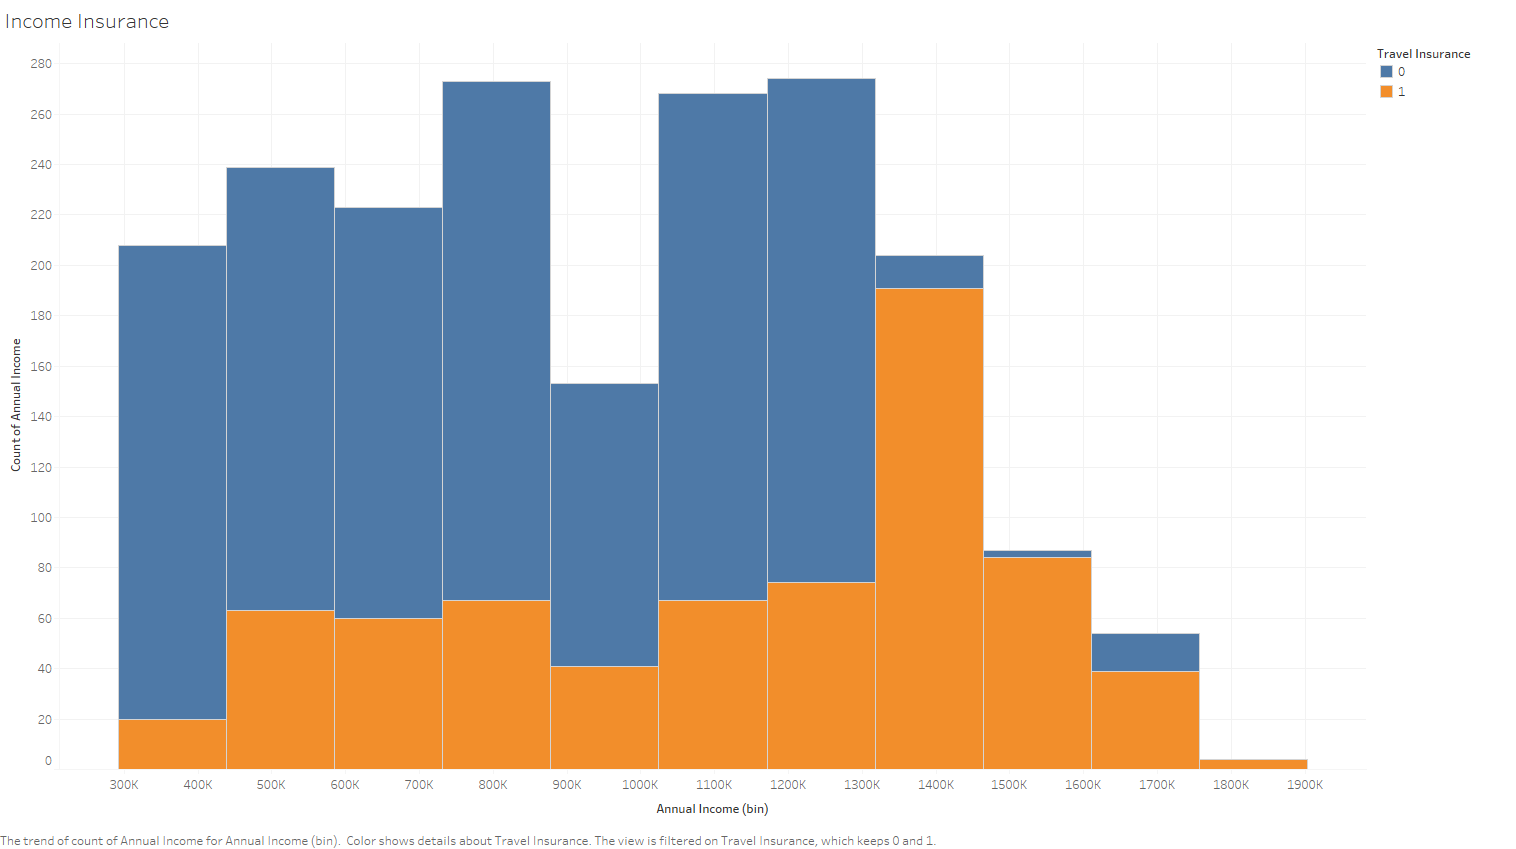 Income Insurance
Travel Insurance
0
1
280
260
240
220
200
180
160
140
120
100
80
60
40
20
0
Count of Annual Income
300K 400K 500K 600K 700K 800K 900K 1000K 1100K 1200K 1300K 1400K 1500K 1600K 1700K 1800K 1900K
Annual Income (bin)
The trend of count of Annual Income for Annual Income (bin).  Color shows details about Travel Insurance. The view is filtered on Travel Insurance, which keeps 0 and 1.